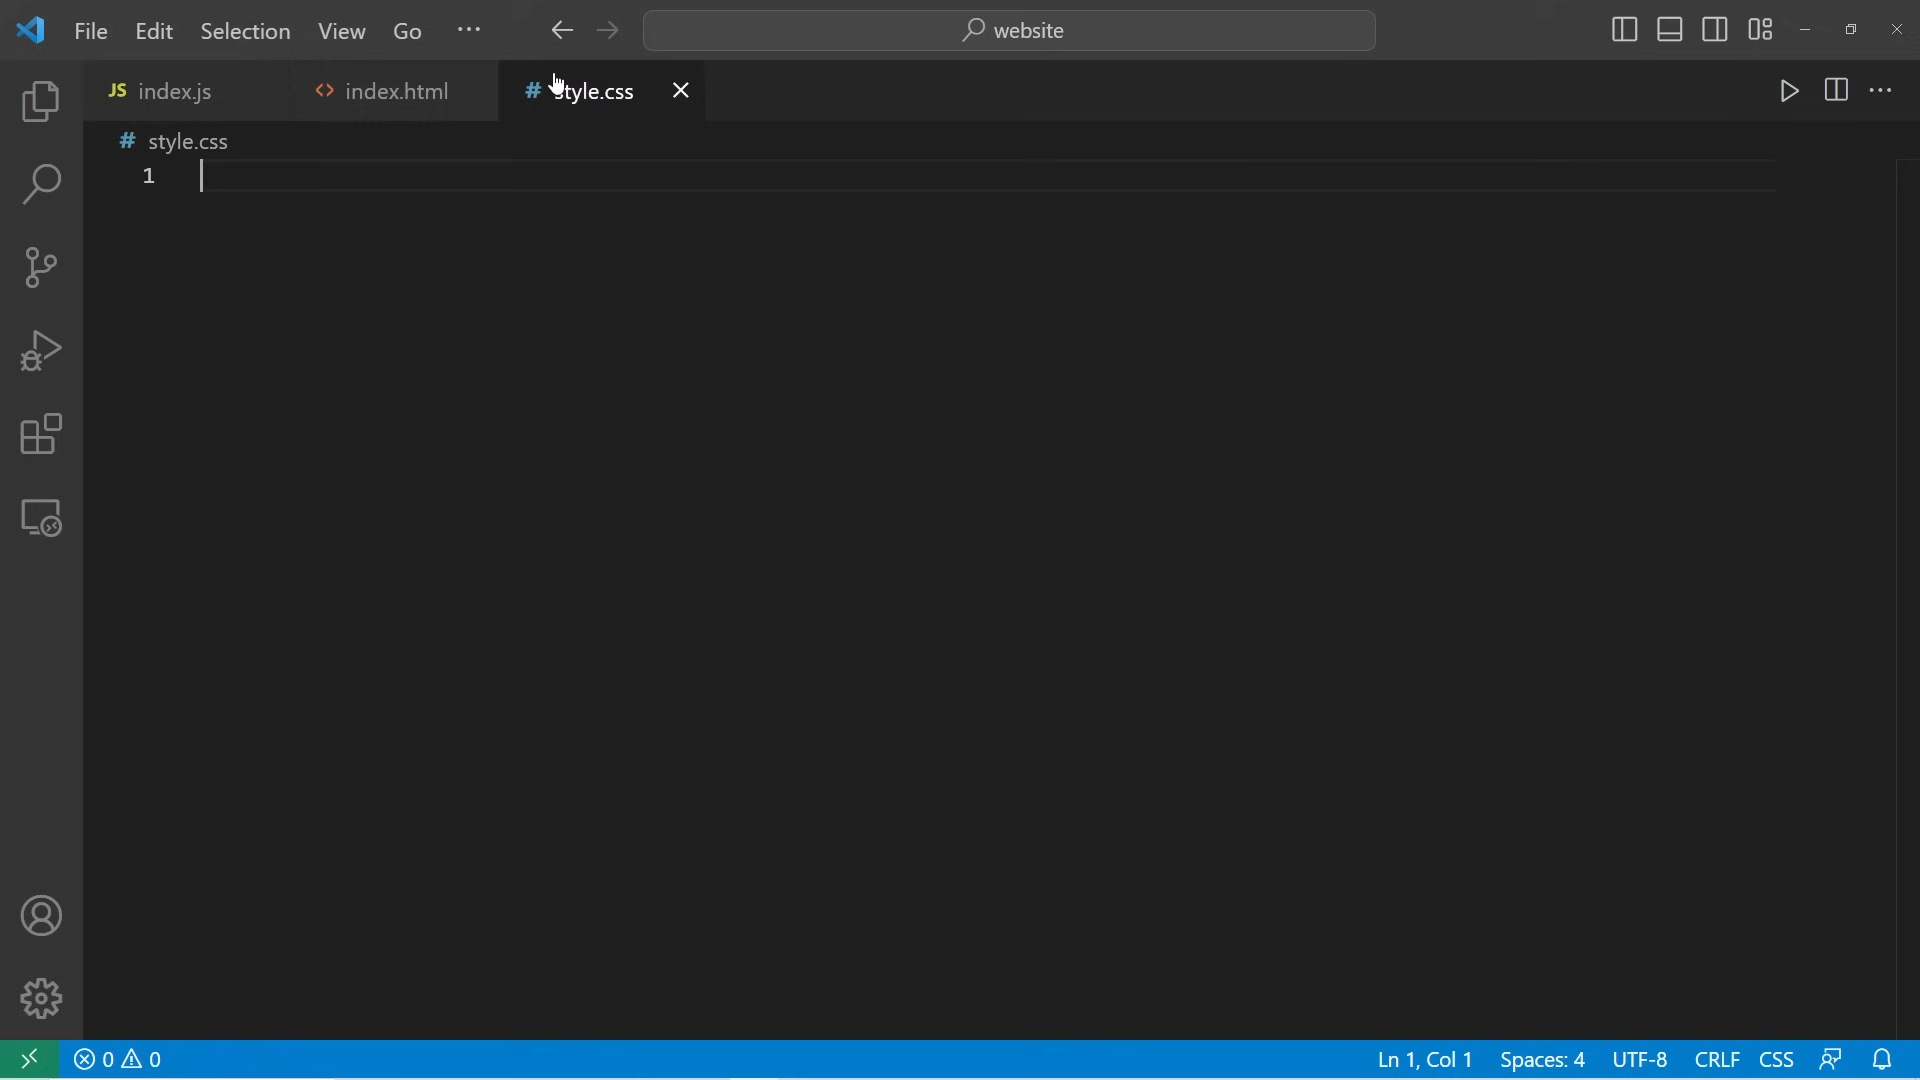 File Edit Selection View Go ··· website
JS index.js <> index.html # style.css
# style.css
1
0 0 Ln 1, Col 1 Spaces: 4 UTF-8 CRLF CSS